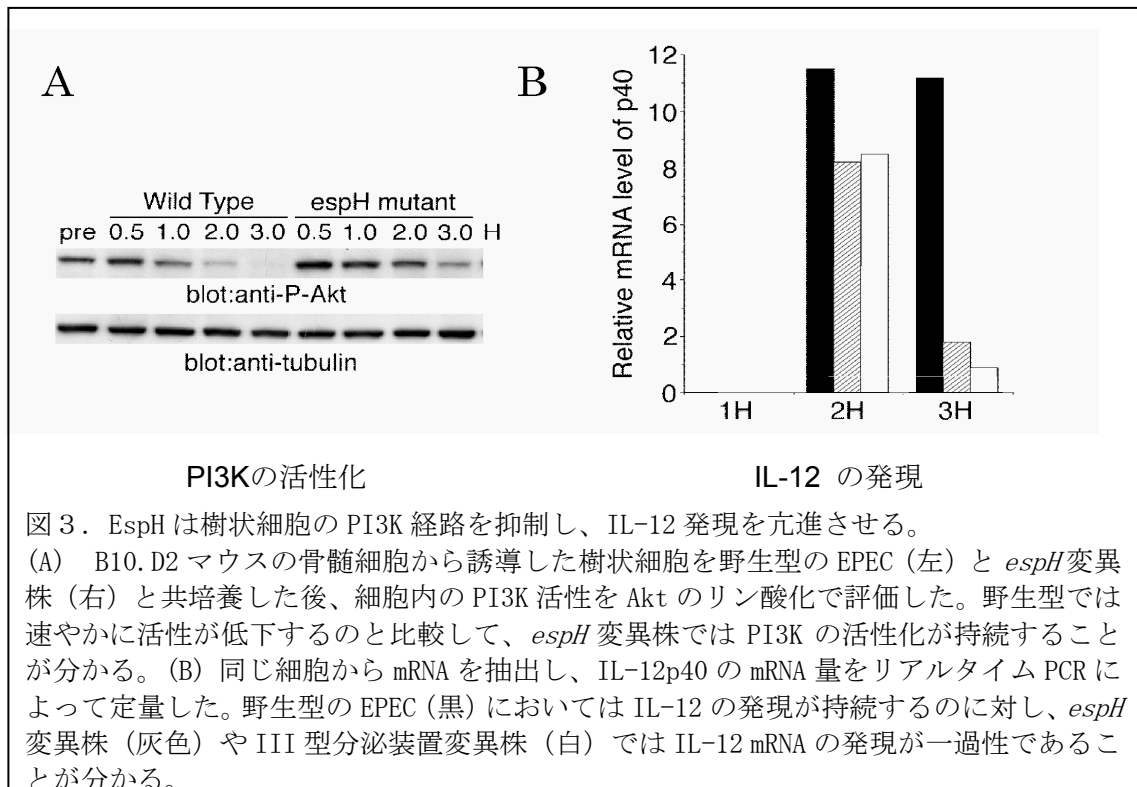 A
Wild Type espH mutant
pre 0.5 1.0 2.0 3.0 0.5 1.0 2.0 3.0 H
blot:anti-P-Akt
blot:anti-tubulin
B
Relative mRNA level of p40
12
10
8
6
4
2
0
1H 2H 3H
PI3Kの活性化
IL-12 の発現
図３．EspH は樹状細胞の PI3K 経路を抑制し、IL-12 発現を亢進させる。
(A) B10.D2 マウスの骨髄細胞から誘導した樹状細胞を野生型の EPEC（左）と espH 変異
株（右）と共培養した後、細胞内の PI3K 活性を Akt のリン酸化で評価した。野生型では
速やかに活性が低下するのと比較して、espH 変異株では PI3K の活性化が持続すること
が分かる。(B) 同じ細胞から mRNA を抽出し、IL-12p40 の mRNA 量をリアルタイム PCR に
よって定量した。野生型の EPEC（黒）においては IL-12 の発現が持続するのに対し、espH
変異株（灰色）や III 型分泌装置変異株（白）では IL-12 mRNA の発現が一過性であるこ
とが分かる。